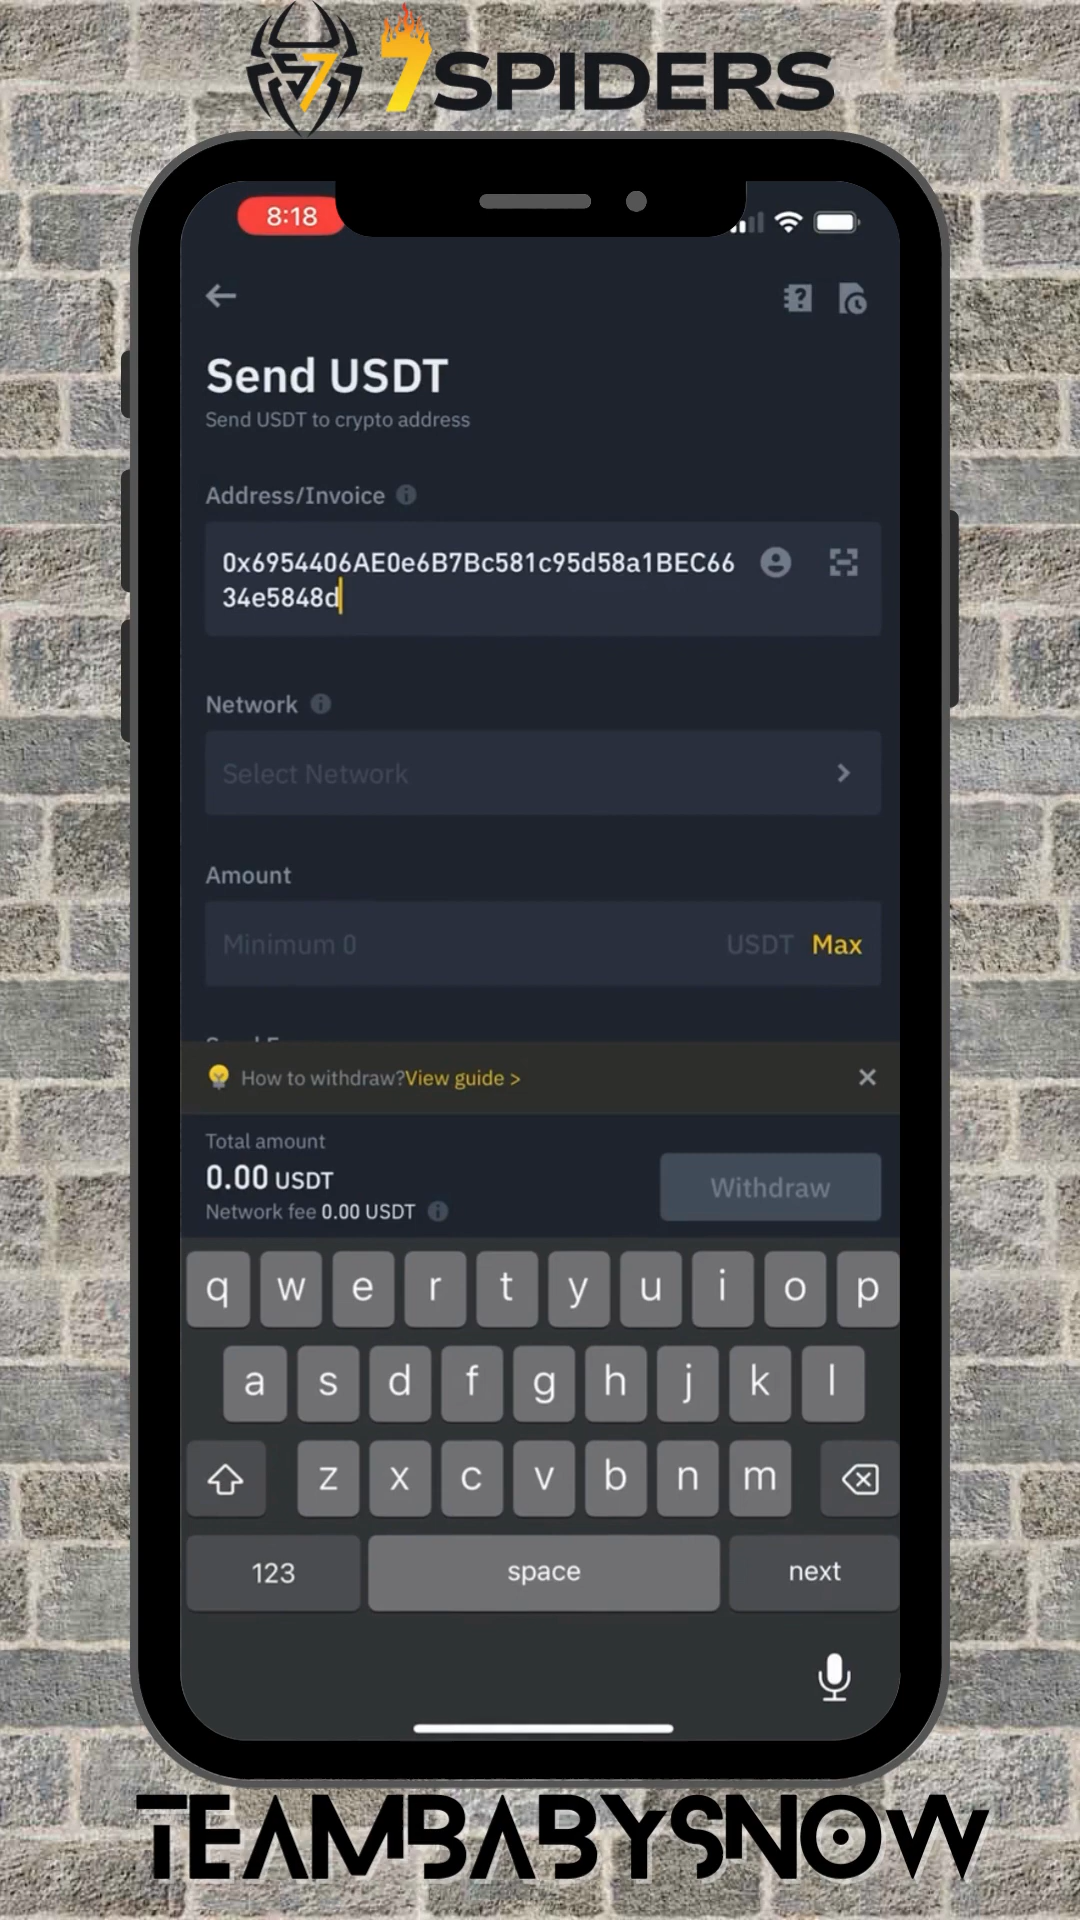 7SPIDERS
8:18
Send USDT
Send USDT to crypto address
Address/Invoice
0x6954406AE0e6B7Bc581c95d58a1BEC66
34e5848d
Network
Select Network
Amount
Minimum 0 USDT Max
How to withdraw?View guide >
Total amount
0.00 USDT
Withdraw
Network fee 0.00 USDT
q w e r t y u i o p
a s d f g h j k l
z x c v b n m
123 space next
TEAMBABYSNOW